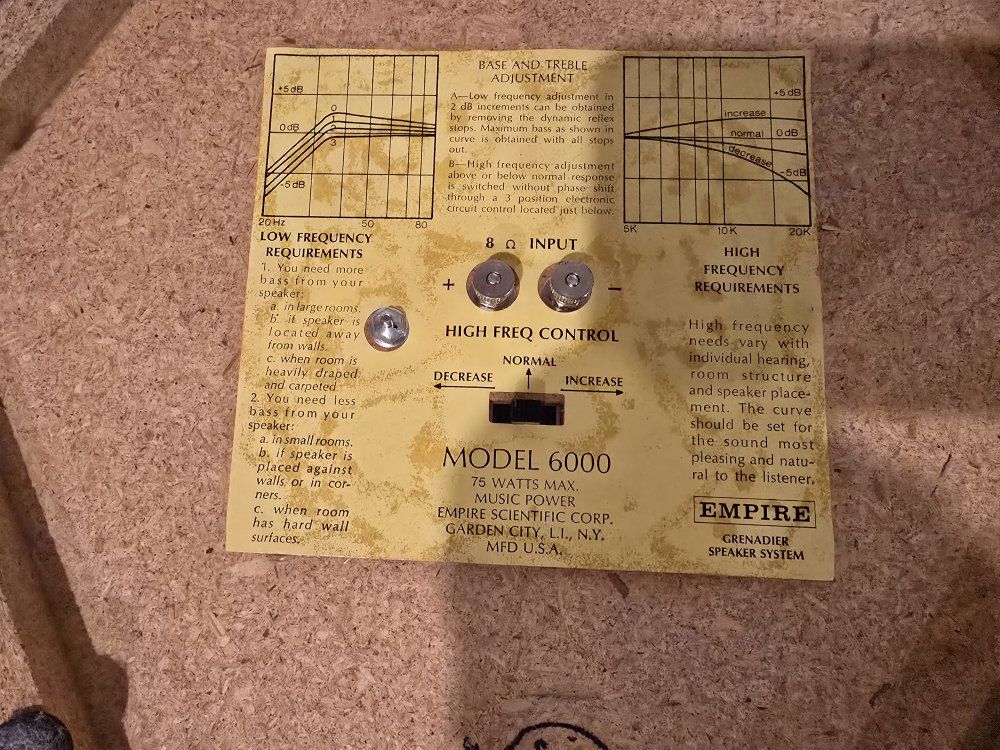 +5 dB
0 dB
-5 dB
0
3
20 Hz
50
80
LOW FREQUENCY
REQUIREMENTS
1. You need more
bass from your
speaker:
a. in large rooms.
b. if speaker is
located away
from walls.
c. when room is
heavily draped
and carpeted.
2. You need less
bass from your
speaker:
a. in small rooms.
b. if speaker is
placed against
walls or in cor-
ners.
c. when room
has hard wall
surfaces.
BASE AND TREBLE
ADJUSTMENT
A—Low frequency adjustment in
2 dB increments can be obtained
by removing the dynamic reflex
stops. Maximum bass as shown in
curve is obtained with all stops
out.
B—High frequency adjustment
above or below normal response
is switched without phase shift
through a 3 position electronic
circuit control located just below.
8 Ω INPUT
+ –
HIGH FREQ CONTROL
NORMAL
DECREASE INCREASE
MODEL 6000
75 WATTS MAX.
MUSIC POWER
EMPIRE SCIENTIFIC CORP.
GARDEN CITY, L.I., N.Y.
MFD U.S.A.
+5 dB
increase
normal 0 dB
decrease
-5 dB
5K
10 K
20K
HIGH
FREQUENCY
REQUIREMENTS
High frequency
needs vary with
individual hearing,
room structure
and speaker place-
ment. The curve
should be set for
the sound most
pleasing and natu-
ral to the listener.
EMPIRE
GRENADIER
SPEAKER SYSTEM